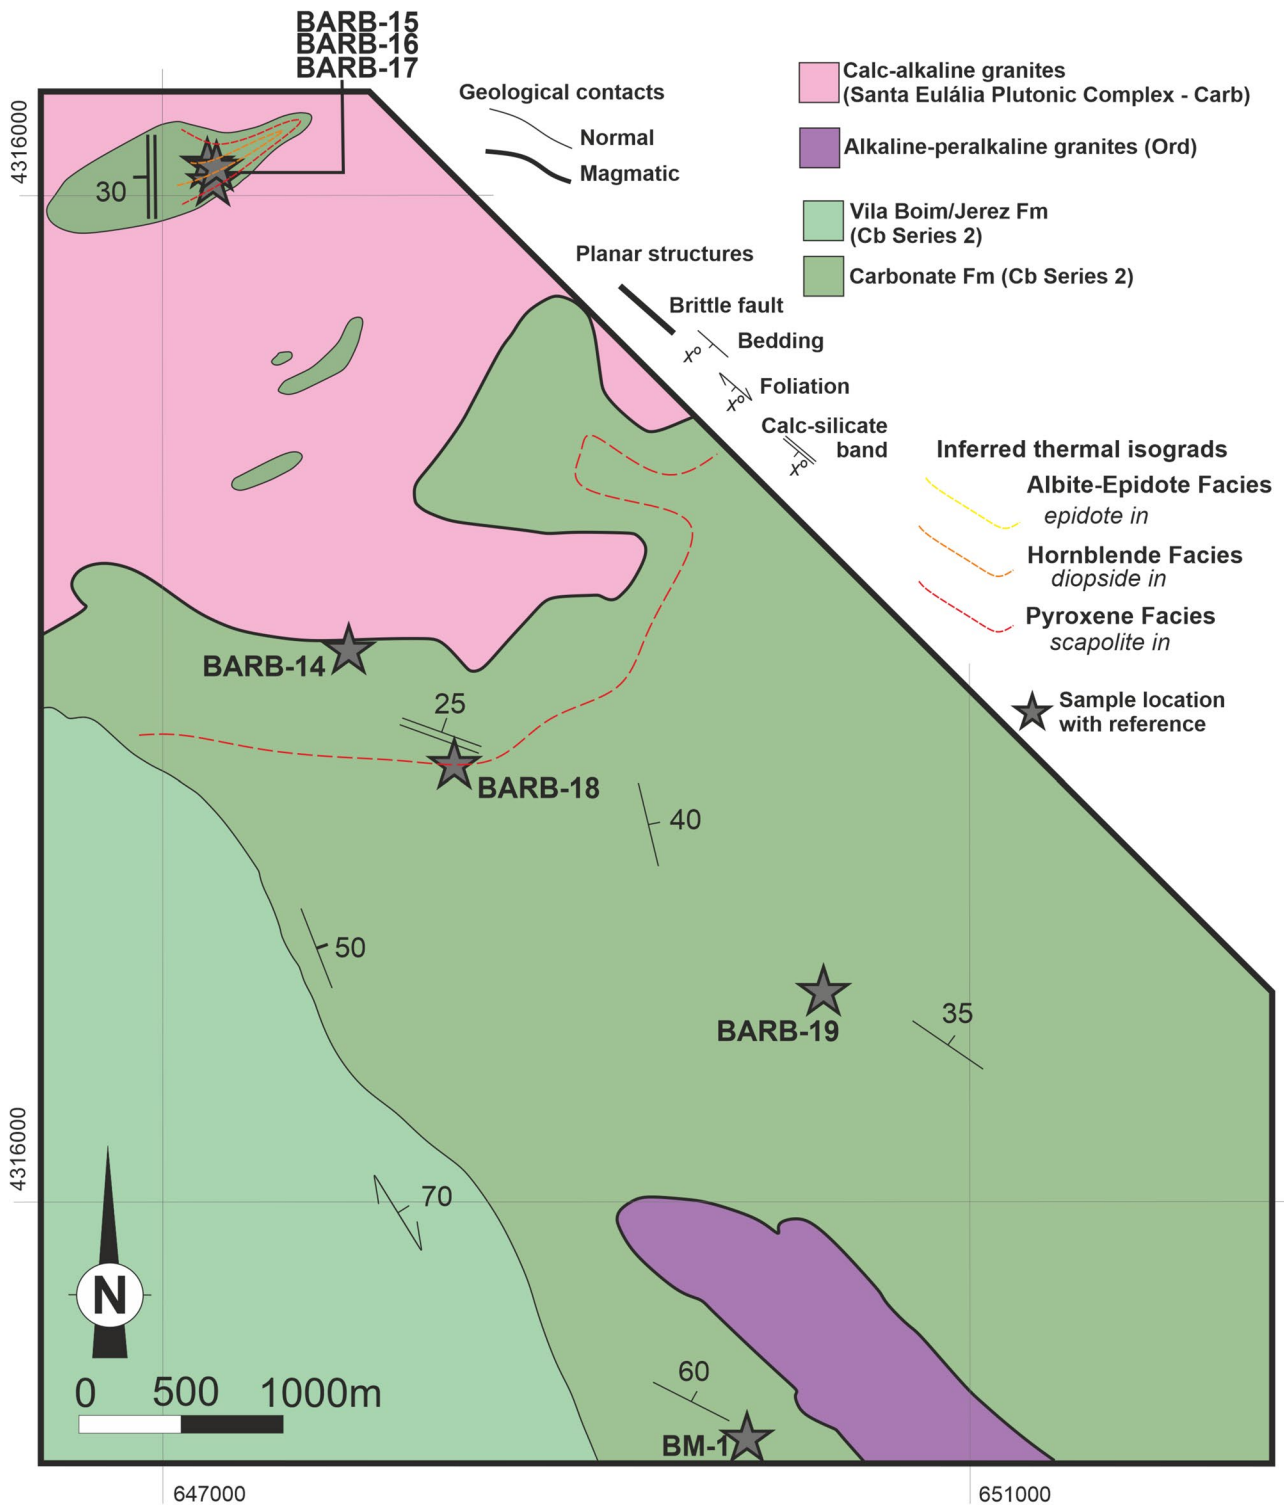 BARB-15
BARB-16
BARB-17
Geological contacts
Normal
Magmatic
Calc-alkaline granites
(Santa Eulália Plutonic Complex - Carb)
Alkaline-peralkaline granites (Ord)
Vila Boim/Jerez Fm
(Cb Series 2)
Carbonate Fm (Cb Series 2)
4316000
30
Planar structures
Brittle fault
xº
Bedding
xº
Foliation
xº
Calc-silicate
band
Inferred thermal isograds
Albite-Epidote Facies
epidote in
Hornblende Facies
diopside in
Pyroxene Facies
scapolite in
Sample location
with reference
BARB-14
25
BARB-18
40
50
BARB-19
35
4316000
70
N
0 500 1000m
60
BM-1
647000
651000